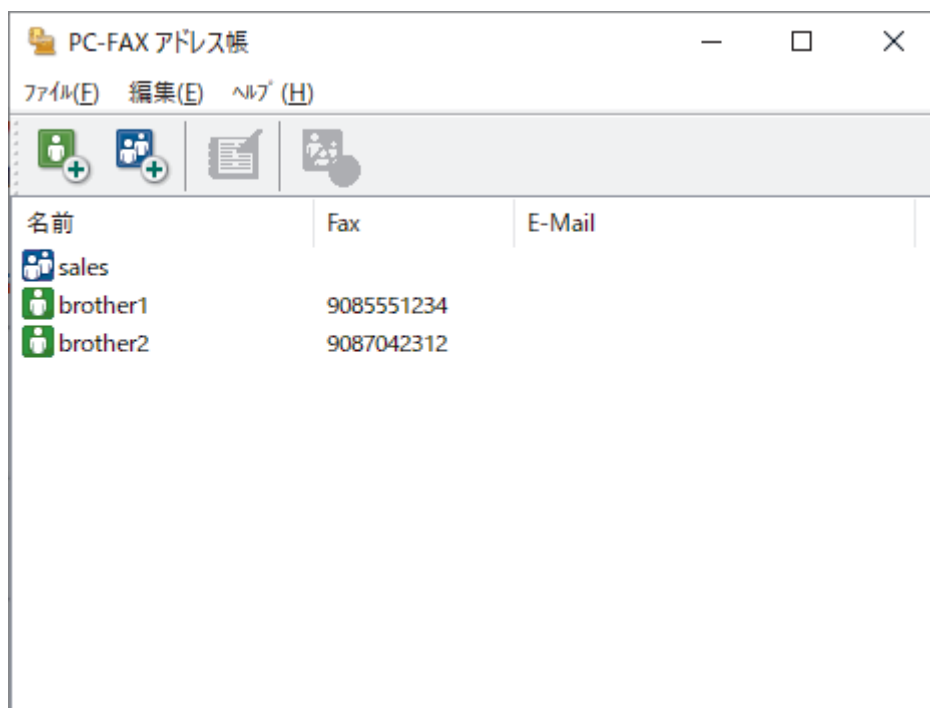 PC-FAX アドレス帳
ﾌｧｲﾙ(F) 編集(E) ﾍﾙﾌﾟ(H)
名前 Fax E-Mail
sales
brother1 9085551234
brother2 9087042312